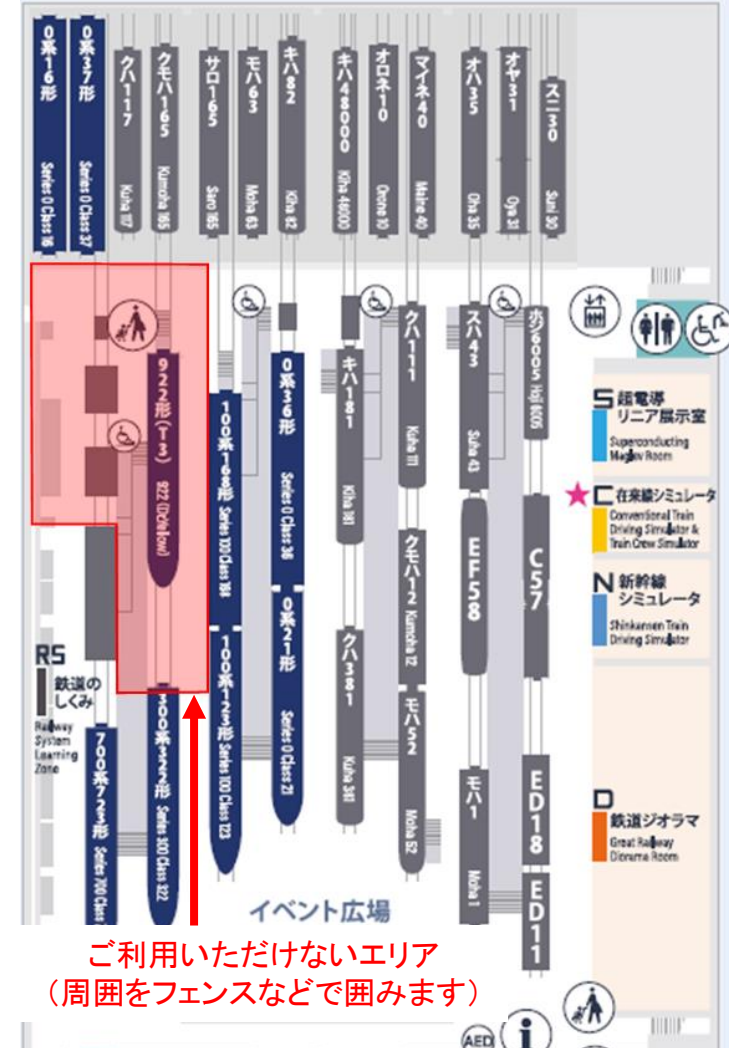 0系16形 Series 0 Class 16
0系37形 Series 0 Class 37
クハ117 Kuha 117
クモハ165 Kumoha 165
サロ165 Saro 165
モハ63 Moha 63
キハ82 Kiha 82
キハ48000 Kiha 48000
オロネ10 Orone 10
マイネ40 Maine 40
オハ35 Oha 35
オヤ31 Oya 31
スニ30 Suni 30
922形(T3)
100系168形 Series 100 Class 168
0系36形 Series 0 Class 36
キハ181 Kiha 181
クハ111 Kuha 111
スハ43 Suha 43
ホジ6005 Hoji 6005
S 超電導
リニア展示室
Superconducting
Maglev Room
C 在来線シミュレータ
Conventional Train
Driving Simulator &
Train Crew Simulator
N 新幹線
シミュレータ
Shinkansen Train
Driving Simulator
D
鉄道ジオラマ
Great Railway
Diorama Room
RS
鉄道の
しくみ
Railway
System
Learning
Zone
700系723形 Series 700 Class
300系322形 Series 300 Class 322
100系123形 Series 100 Class 123
0系21形 Series 0 Class 21
クハ381 Kuha 381
クモハ12 Kumoha 12
モハ52 Moha 52
EF58
モハ1 Moha 1
C57
ED18
ED11
イベント広場
ご利用いただけないエリア
(周囲をフェンスなどで囲みます)
AED
i